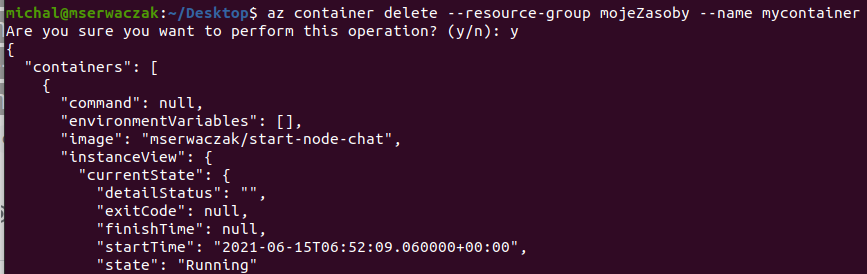 michal@mserwaczak:~/Desktop$ az container delete --resource-group mojeZasoby --name mycontainer
Are you sure you want to perform this operation? (y/n): y
{
  "containers": [
    {
      "command": null,
      "environmentVariables": [],
      "image": "mserwaczak/start-node-chat",
      "instanceView": {
        "currentState": {
          "detailStatus": "",
          "exitCode": null,
          "finishTime": null,
          "startTime": "2021-06-15T06:52:09.060000+00:00",
          "state": "Running"